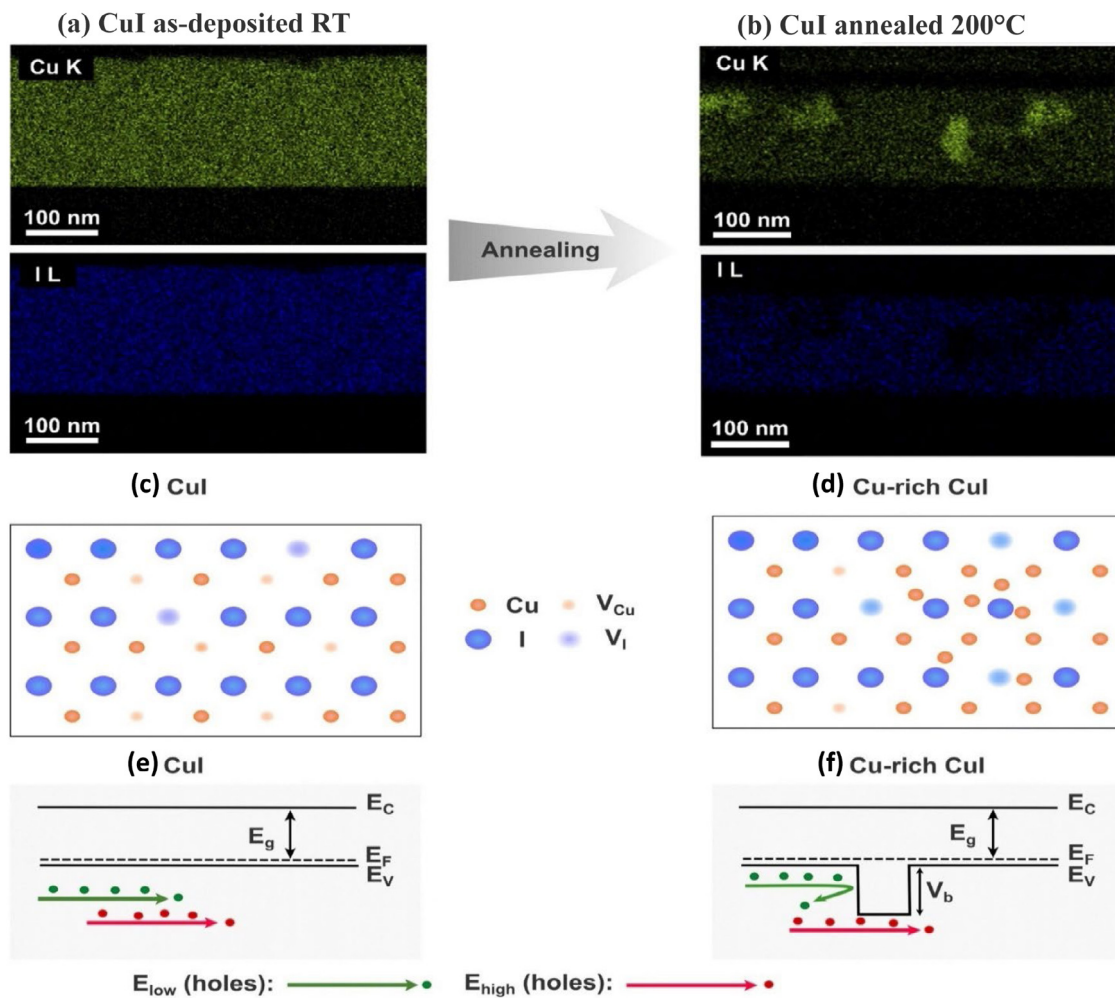 (a) CuI as-deposited RT
(b) CuI annealed 200°C
Cu K
100 nm
Cu K
100 nm
Annealing
I L
100 nm
I L
100 nm
(c) CuI
(d) Cu-rich CuI
Cu V_Cu
I V_I
(e) CuI
(f) Cu-rich CuI
E_C
E_g
E_F
E_V
E_C
E_g
E_F
E_V
V_b
E_low (holes): E_high (holes):